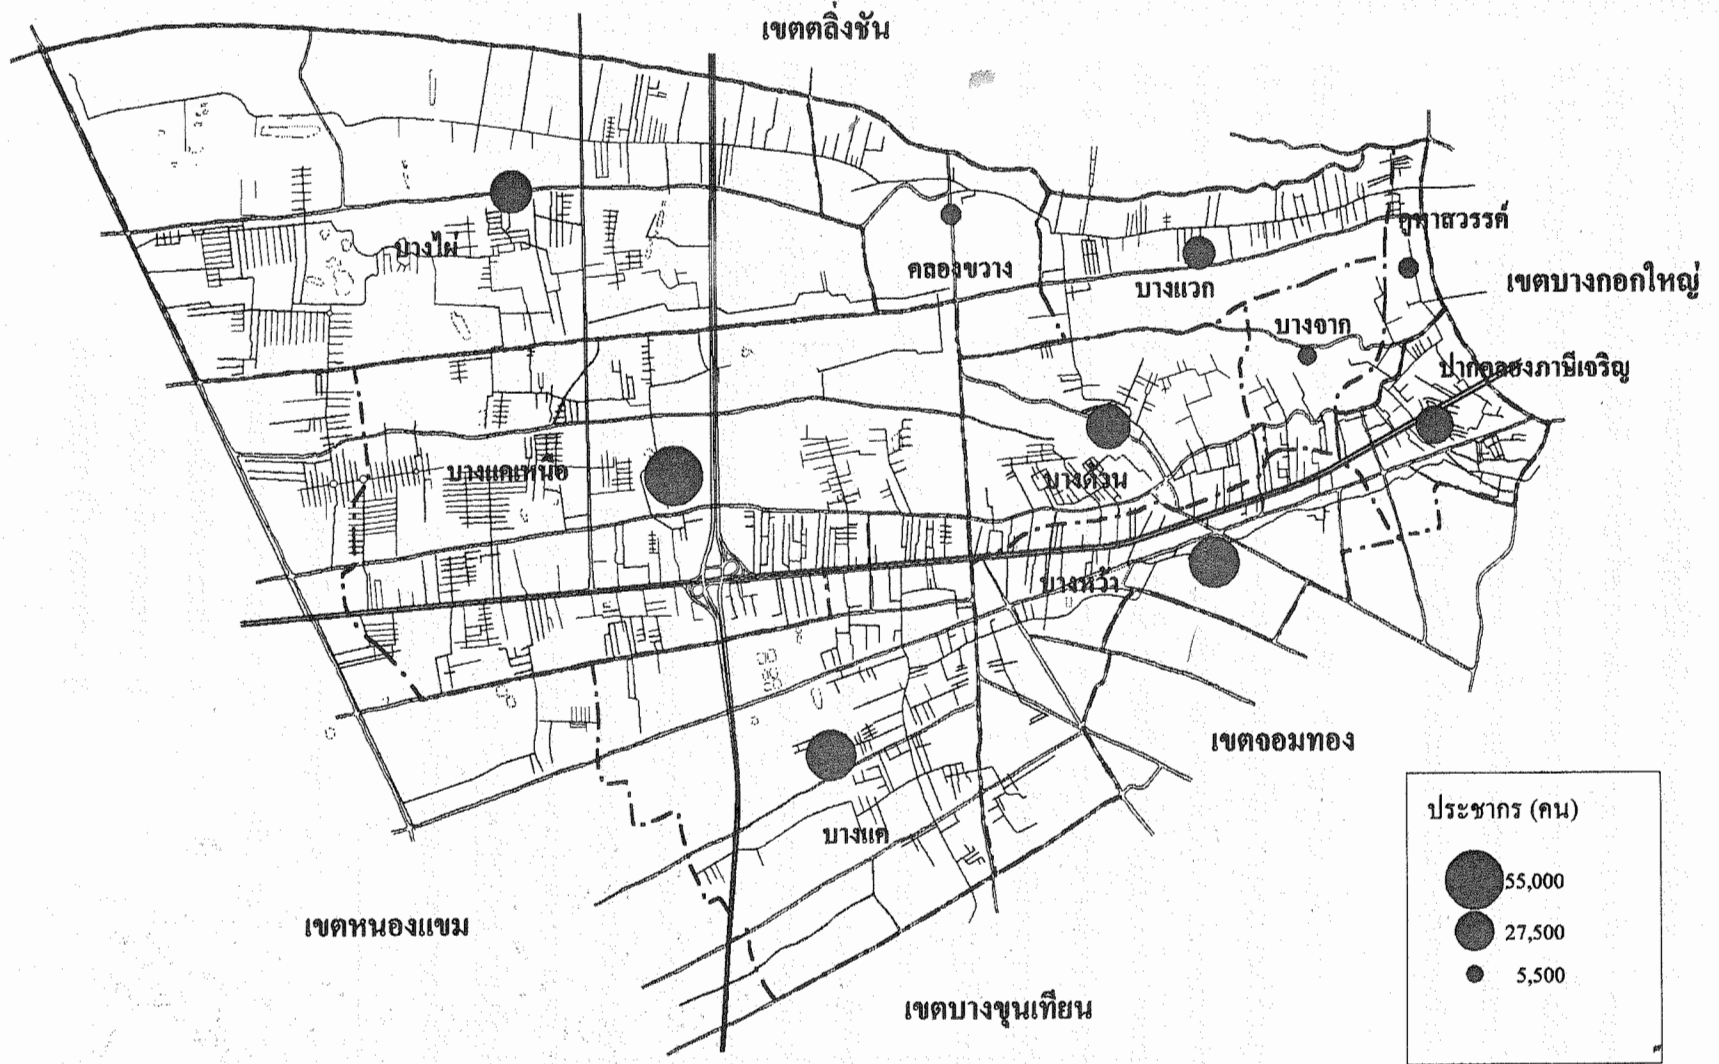 เขตตลิ่งชัน
คูหาสวรรค์
บางไผ่
คลองขวาง
เขตบางกอกใหญ่
บางแวก
บางจาก
ปากคลองภาษีเจริญ
บางแคเหนือ
บางด้วน
บางหว้า
เขตจอมทอง
ประชากร (คน)
บางแค
55,000
เขตหนองแขม
27,500
5,500
เขตบางขุนเทียน